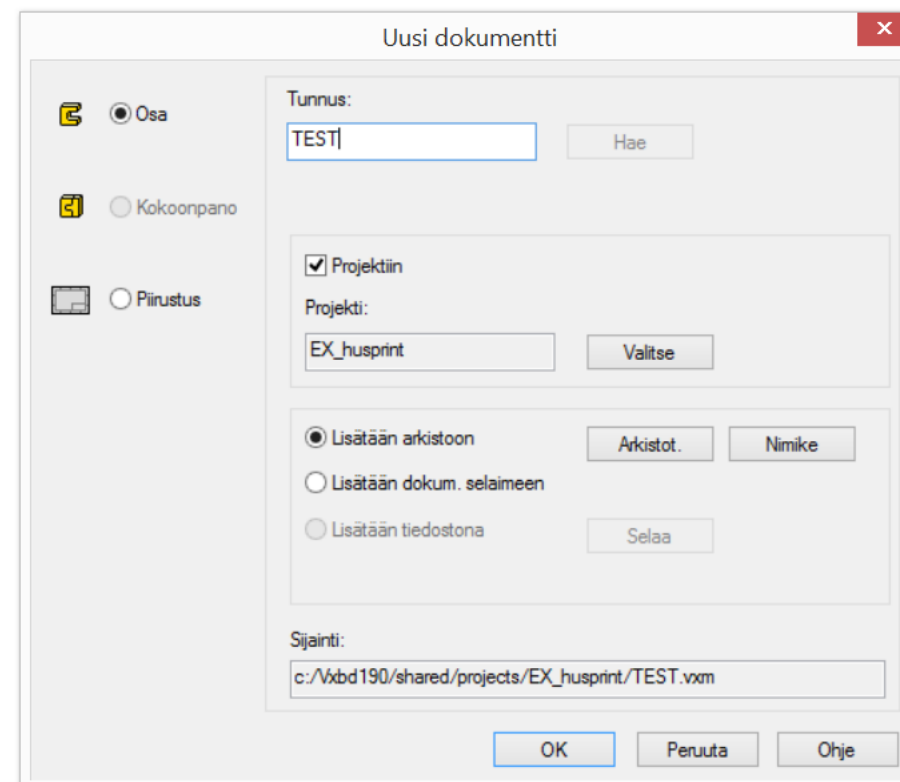 Uusi dokumentti
Osa
Kokoonpano
Piirustus
Tunnus:
TEST
Hae
Projektiin
Projekti:
EX_husprint
Valitse
Lisätään arkistoon
Arkistot.
Nimike
Lisätään dokum. selaimeen
Lisätään tiedostona
Selaa
Sijainti:
c:/Vxbd190/shared/projects/EX_husprint/TEST.vxm
OK
Peruuta
Ohje